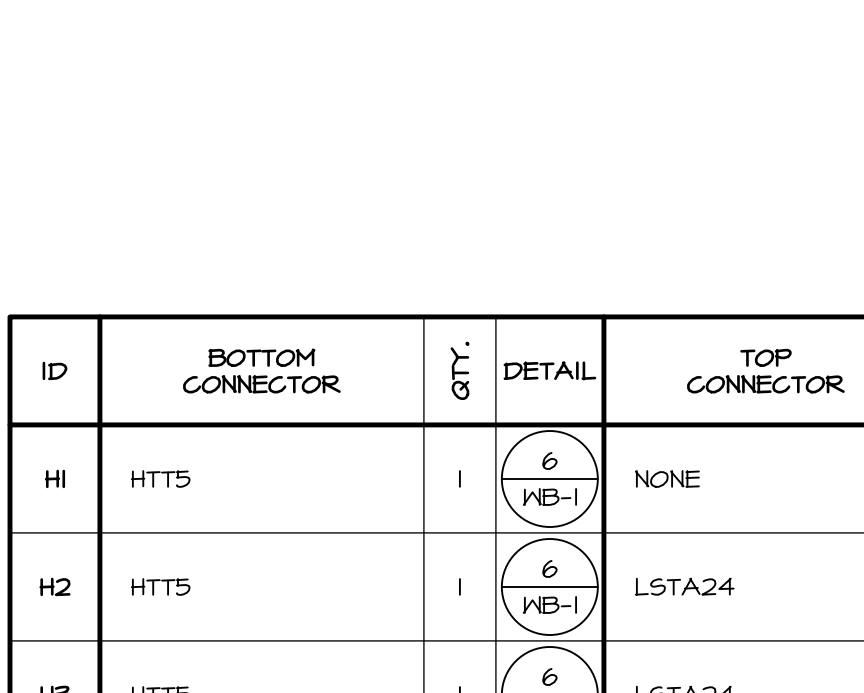 ID
BOTTOM
CONNECTOR
QTY.
DETAIL
TOP
CONNECTOR
H1
HTT5
1
6
WB-1
NONE
H2
HTT5
1
6
WB-1
LSTA24
6